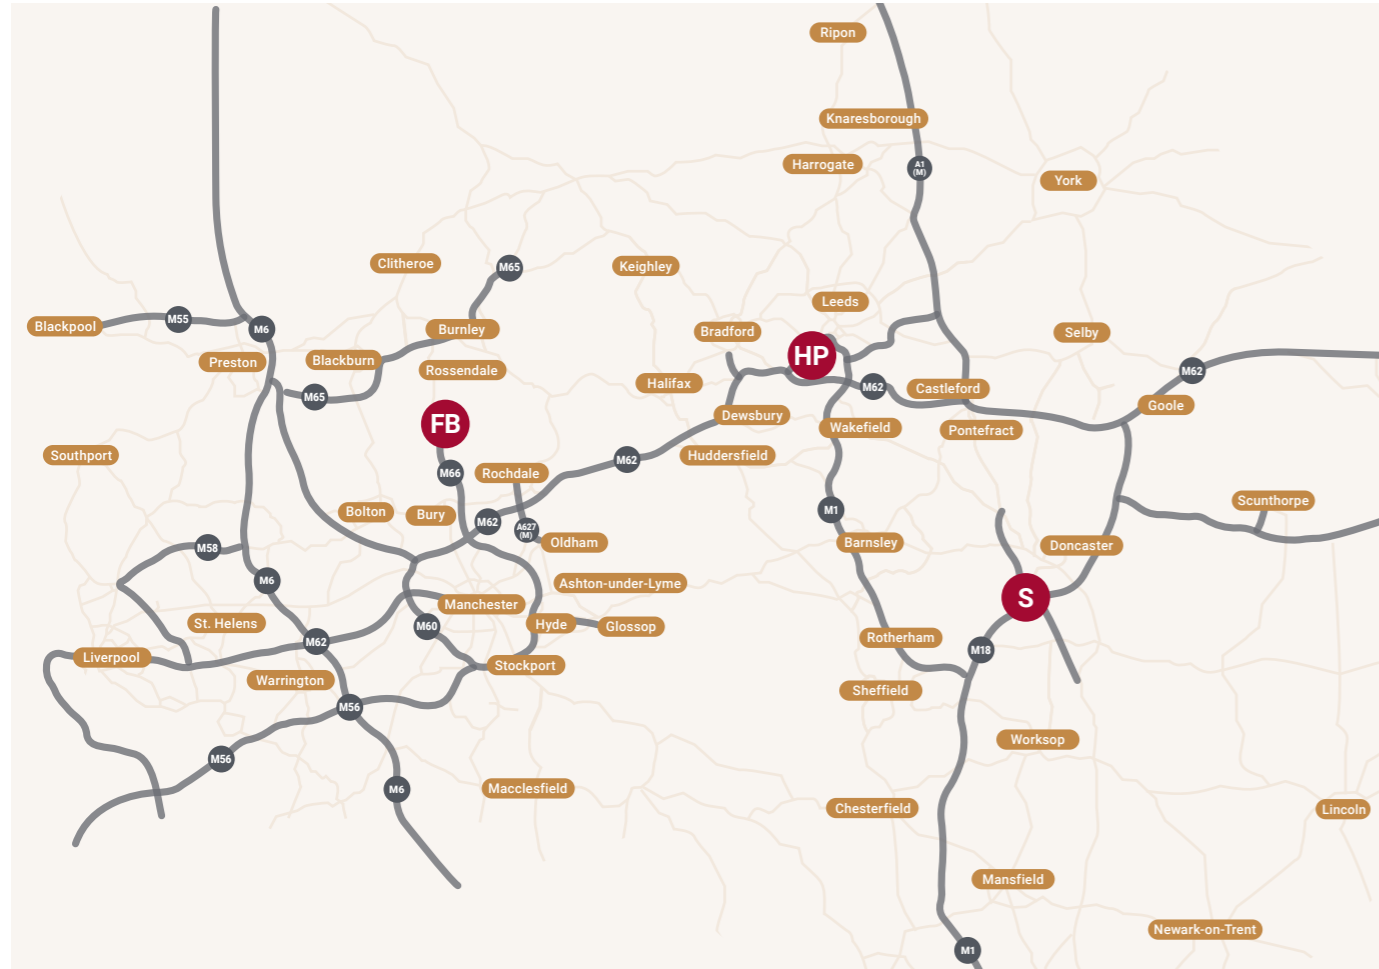 Ripon
Knaresborough
Harrogate
A1
(M)
York
Clitheroe
M65
Keighley
Leeds
Blackpool
M55
M6
Burnley
Bradford
HP
Selby
Preston
Blackburn
Rossendale
Halifax
M62
Castleford
M62
M65
Goole
FB
Dewsbury
Wakefield
Pontefract
Southport
M66
Rochdale
M62
Huddersfield
Bolton
Bury
M62
A627
(M)
M1
Scunthorpe
M58
Oldham
Barnsley
Doncaster
M6
Ashton-under-Lyme
S
Manchester
St. Helens
M60
Hyde
Glossop
M62
Rotherham
M18
Liverpool
Stockport
Warrington
Sheffield
M56
Worksop
M56
M6
Macclesfield
Chesterfield
Lincoln
Mansfield
Newark-on-Trent
M1